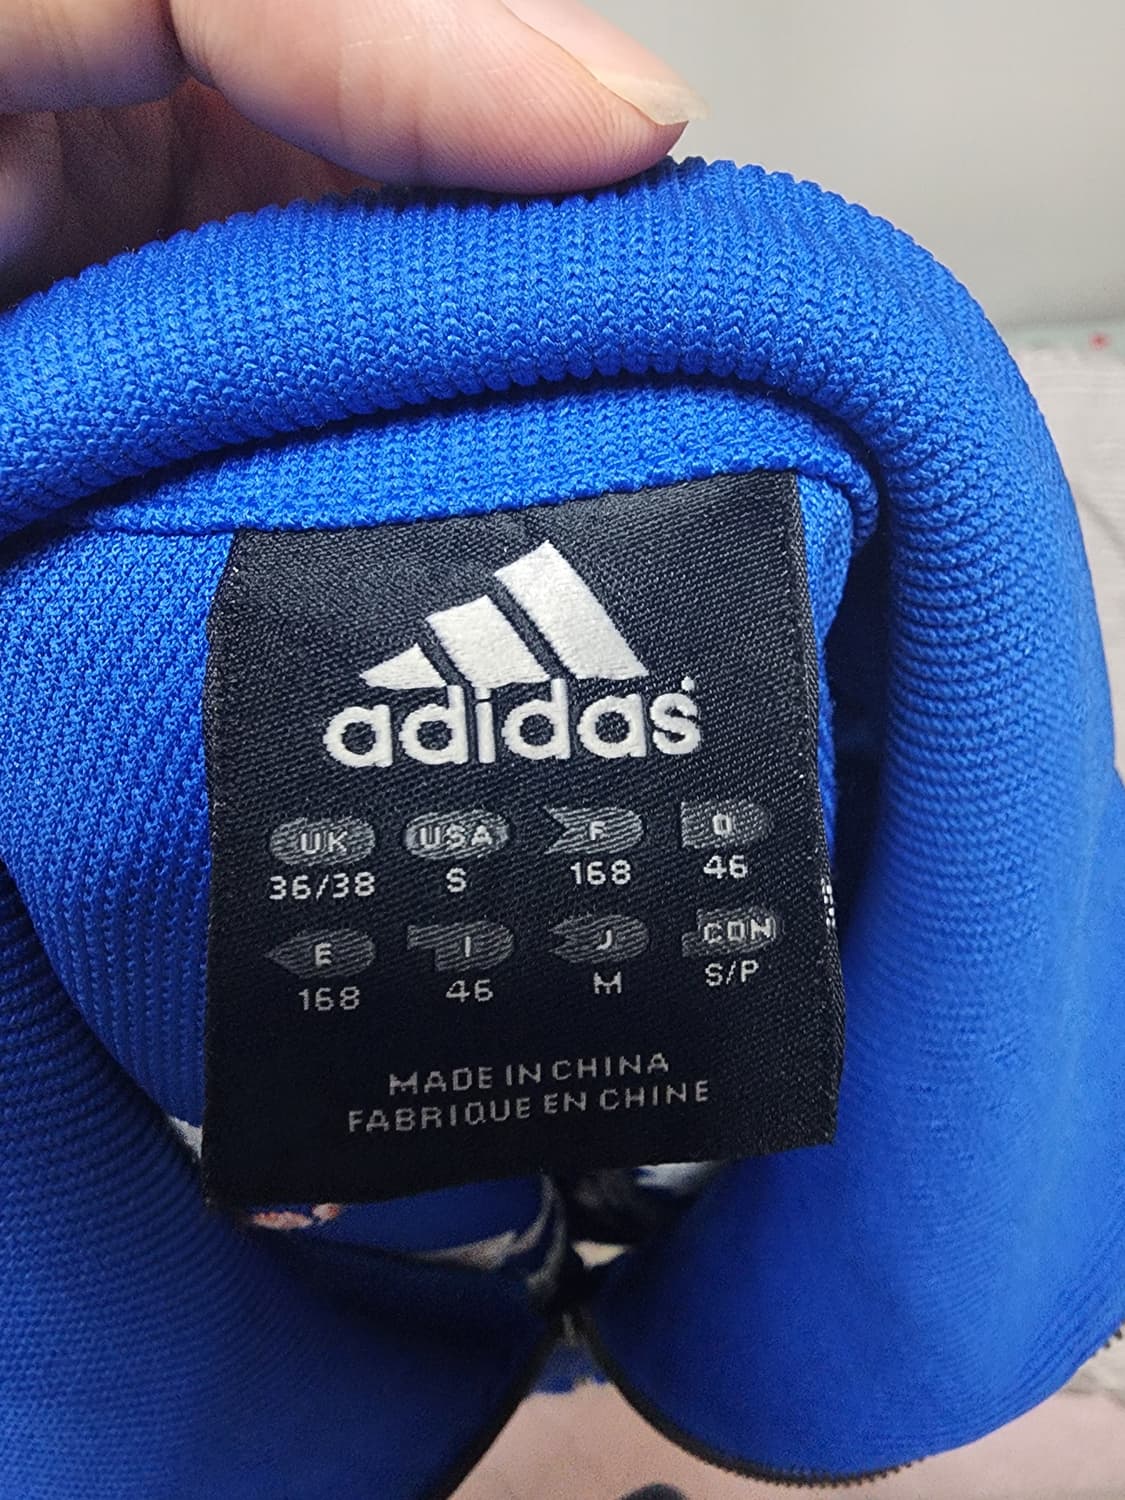 adidas
UK USA F D
36/38 S 168 46
E I J CDN
168 46 M S/P
MADE IN CHINA
FABRIQUE EN CHINE